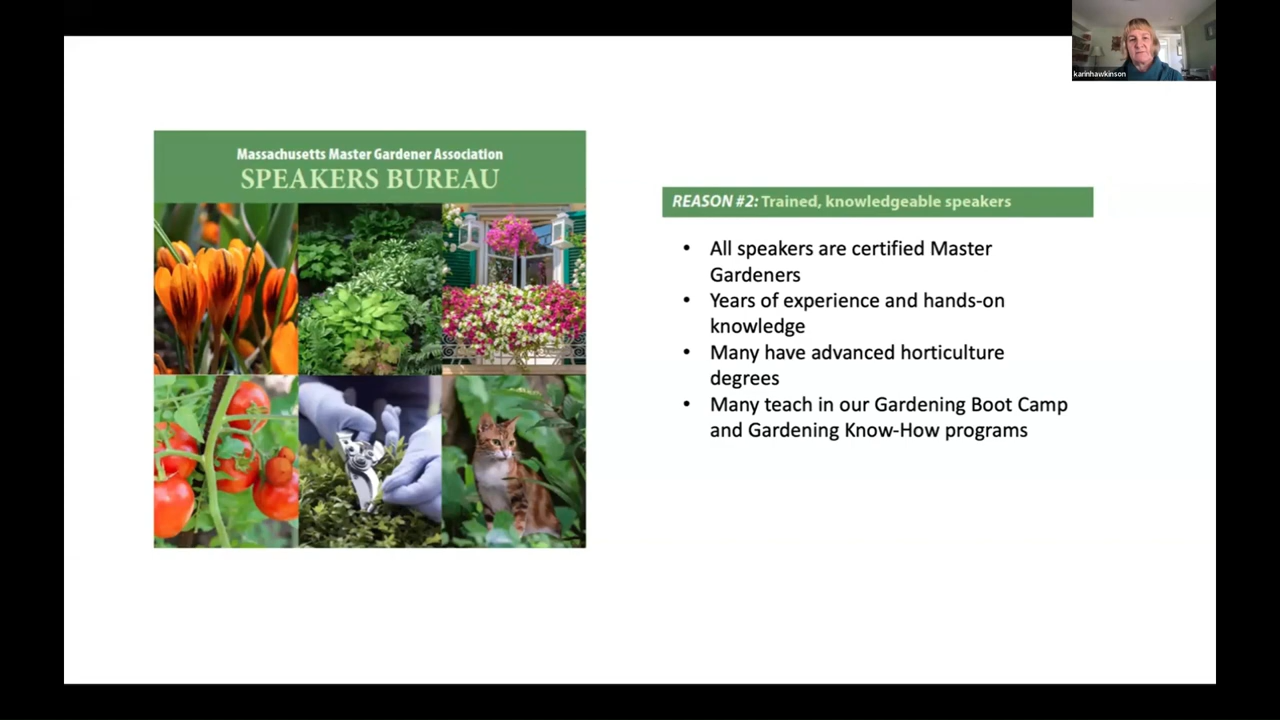 karinhawkinson
Massachusetts Master Gardener Association
SPEAKERS BUREAU
REASON #2: Trained, knowledgeable speakers
• All speakers are certified Master
Gardeners
• Years of experience and hands-on
knowledge
• Many have advanced horticulture
degrees
• Many teach in our Gardening Boot Camp
and Gardening Know-How programs